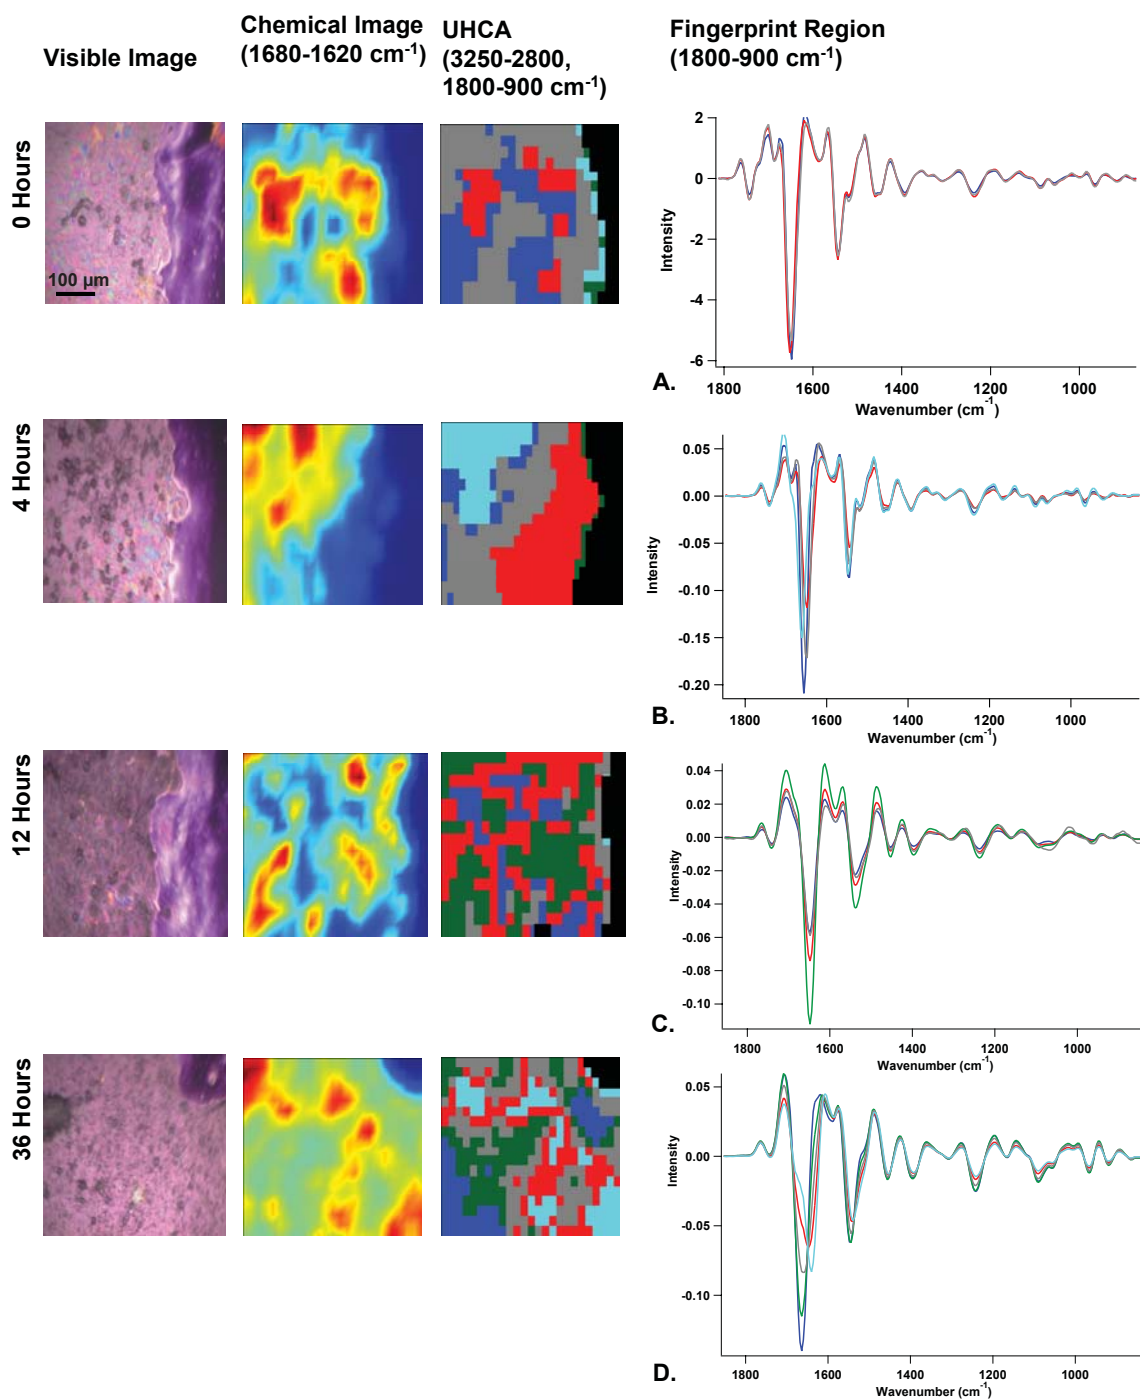 Visible Image
Chemical Image
(1680-1620 cm-1)
UHCA
(3250-2800,
1800-900 cm-1)
Fingerprint Region
(1800-900 cm-1)
0 Hours
100 µm
2
0
-2
-4
-6
Intensity
1800
1600
1400
1200
1000
Wavenumber (cm-1)
A.
4 Hours
0.05
0.00
-0.05
-0.10
-0.15
-0.20
Intensity
1800
1600
1400
1200
1000
Wavenumber (cm-1)
B.
12 Hours
0.04
0.02
0.00
-0.02
-0.04
-0.06
-0.08
-0.10
Intensity
1800
1600
1400
1200
1000
Wavenumber (cm-1)
C.
36 Hours
0.05
0.00
-0.05
-0.10
Intensity
1800
1600
1400
1200
1000
Wavenumber (cm-1)
D.